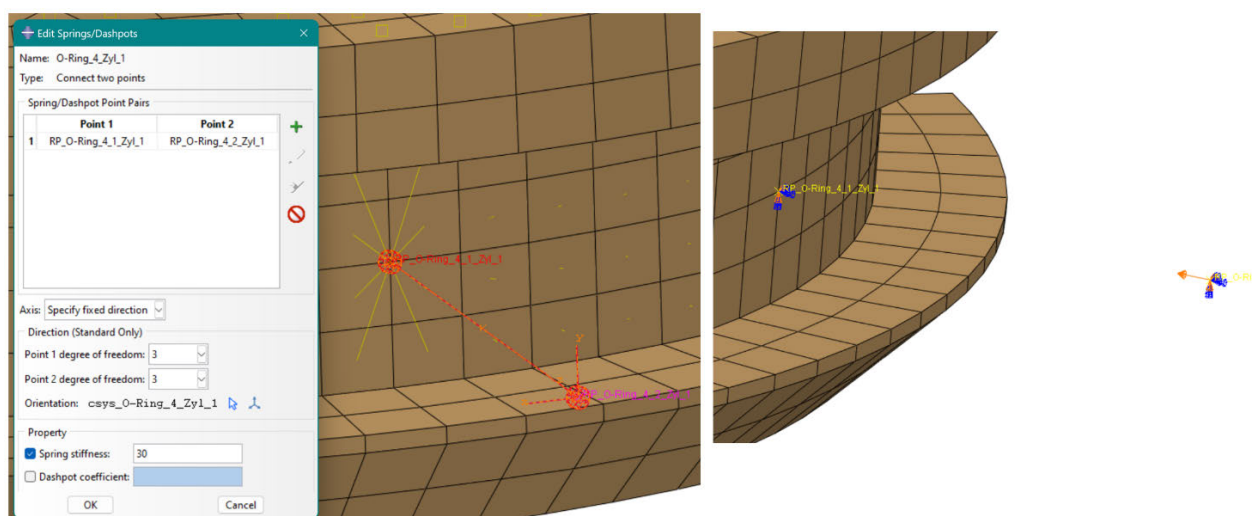 Edit Springs/Dashpots
Name: O-Ring_4_Zyl_1
Type: Connect two points
Spring/Dashpot Point Pairs
Point 1 Point 2
1 RP_O-Ring_4_1_Zyl_1 RP_O-Ring_4_2_Zyl_1
Axis: Specify fixed direction
Direction (Standard Only)
Point 1 degree of freedom: 3
Point 2 degree of freedom: 3
Orientation: csys_O-Ring_4_Zyl_1
Property
Spring stiffness: 30
Dashpot coefficient:
OK Cancel
RP_O-Ring_4_1_Zyl_1
RP_O-Ring_4_2_Zyl_1
RP_O-Ring_4_1_Zyl_1